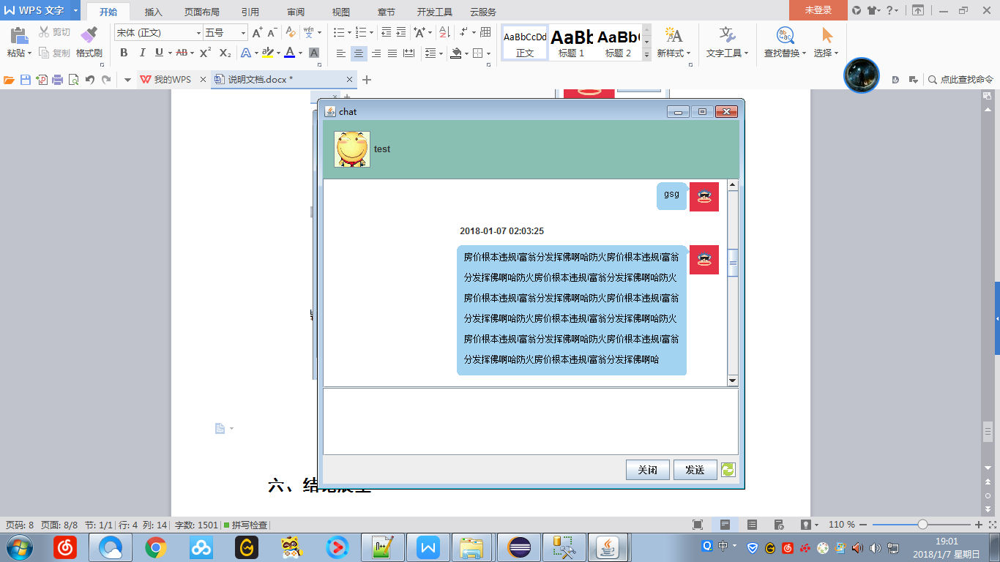 WPS 文字
开始 插入 页面布局 引用 审阅 视图 章节 开发工具 云服务
未登录
粘贴 剪切 复制 格式刷
宋体 (正文) 五号
AaBbCcDd 正文
AaBb 标题 1
AaBb( 标题 2
新样式 文字工具 查找替换 选择
我的WPS 说明文档.docx *
点此查找命令
chat
test
gsg
2018-01-07 02:03:25
房价根本违规i富翁分发挥佛啊哈防火房价根本违规i富翁
分发挥佛啊哈防火房价根本违规i富翁分发挥佛啊哈防火
房价根本违规i富翁分发挥佛啊哈防火房价根本违规i富翁
分发挥佛啊哈防火房价根本违规i富翁分发挥佛啊哈防火
房价根本违规i富翁分发挥佛啊哈防火房价根本违规i富翁
分发挥佛啊哈防火房价根本违规i富翁分发挥佛啊哈
关闭 发送
六、结论展望
页码: 8 页面: 8/8 节: 1/1 行: 4 列: 14 字数: 1501 拼写检查
110 %
中
19:01
2018/1/7 星期日